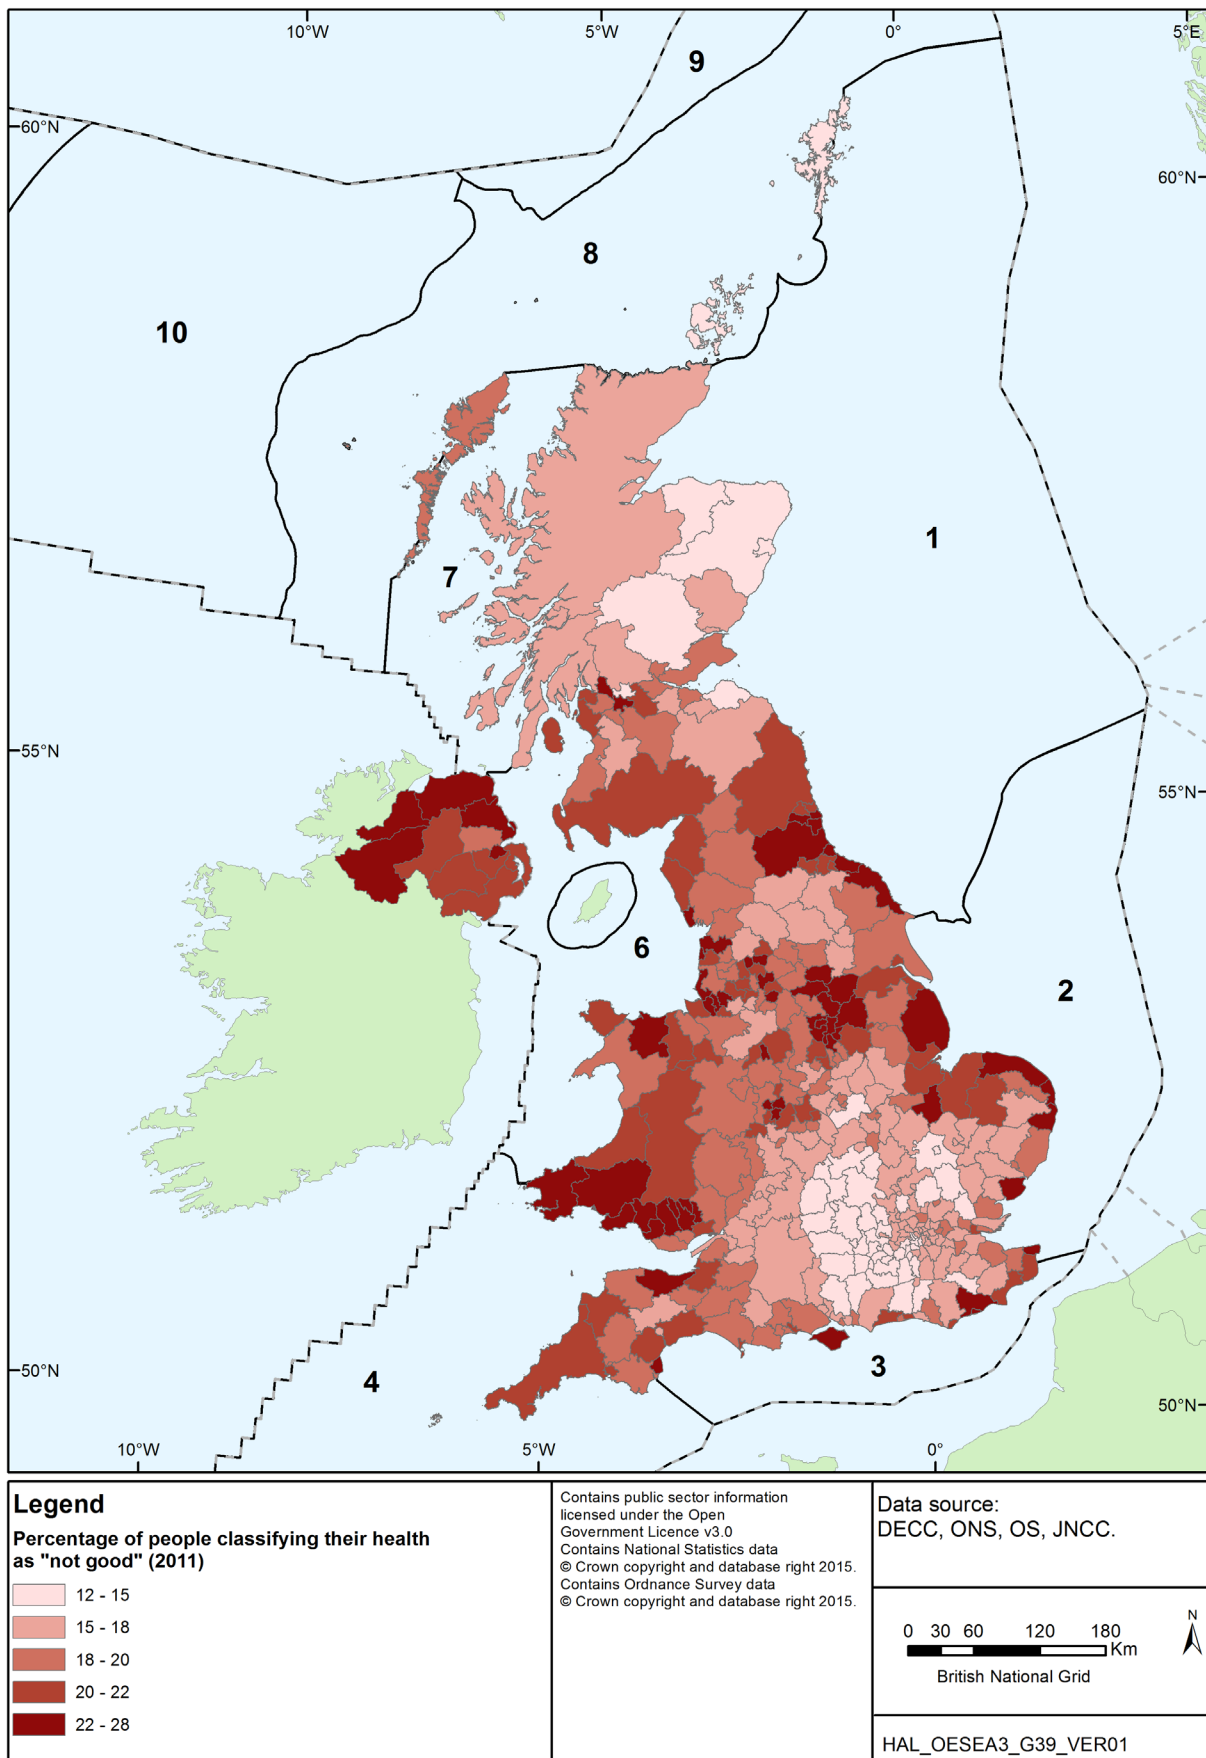 10°W 5°W 0° 5°E
9
60°N
60°N
8
10
1
7
55°N
55°N
6
2
4
3
50°N
50°N
10°W 5°W 0°
Legend
Percentage of people classifying their health
as "not good" (2011)
12 - 15
15 - 18
18 - 20
20 - 22
22 - 28
Contains public sector information
licensed under the Open
Government Licence v3.0
Contains National Statistics data
© Crown copyright and database right 2015.
Contains Ordnance Survey data
© Crown copyright and database right 2015.
Data source:
DECC, ONS, OS, JNCC.
N
0 30 60 120 180
Km
British National Grid
HAL_OESEA3_G39_VER01